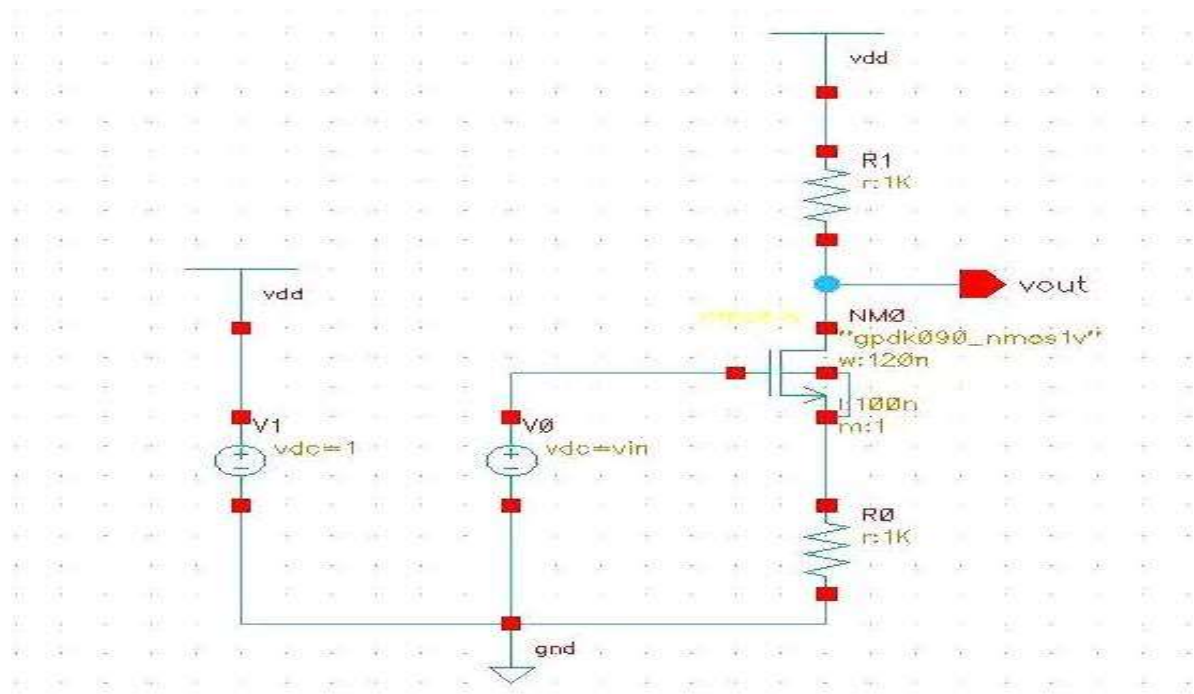 vdd
R1
r:1K
vout
vdd
NM0
"gpdk090_nmos1v"
w:120n
l:100n
m:1
V1
vdc=1
V0
vdc=vin
R0
r:1K
gnd